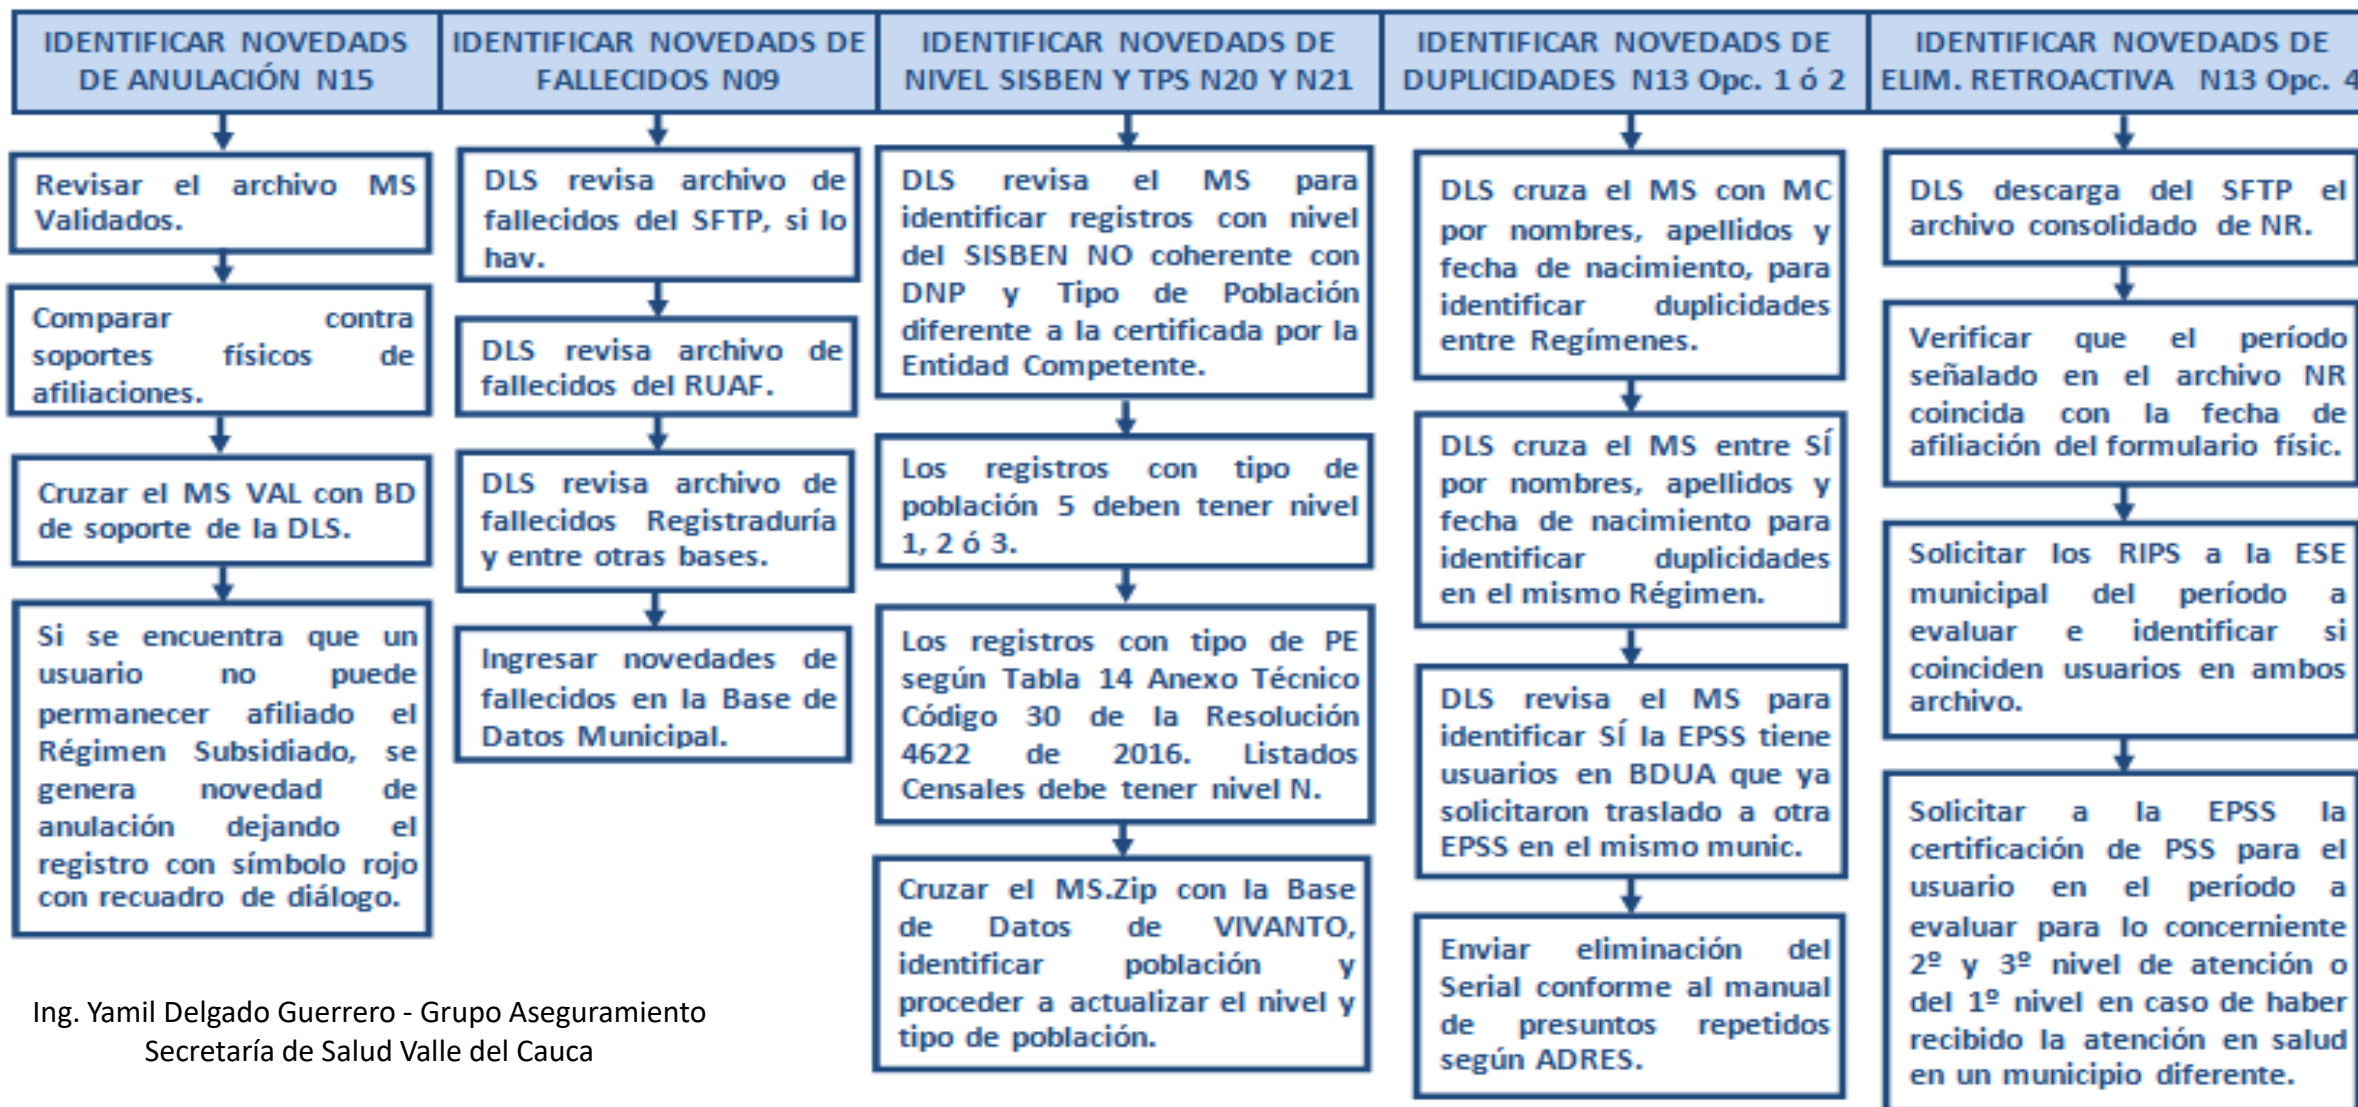 IDENTIFICAR NOVEDADS
DE ANULACIÓN N15
Revisar el archivo MS
Validados.
Comparar contra
soportes físicos de
afiliaciones.
Cruzar el MS VAL con BD
de soporte de la DLS.
Si se encuentra que un
usuario no puede
permanecer afiliado el
Régimen Subsidiado, se
genera novedad de
anulación dejando el
registro con símbolo rojo
con recuadro de diálogo.
IDENTIFICAR NOVEDADS DE
FALLECIDOS N09
DLS revisa archivo de
fallecidos del SFTP, si lo
hav.
DLS revisa archivo de
fallecidos del RUAF.
DLS revisa archivo de
fallecidos Registraduría
y entre otras bases.
Ingresar novedades de
fallecidos en la Base de
Datos Municipal.
IDENTIFICAR NOVEDADS DE
NIVEL SISBEN Y TPS N20 Y N21
DLS revisa el MS para
identificar registros con nivel
del SISBEN NO coherente con
DNP y Tipo de Población
diferente a la certificada por la
Entidad Competente.
Los registros con tipo de
población 5 deben tener nivel
1, 2 ó 3.
Los registros con tipo de PE
según Tabla 14 Anexo Técnico
Código 30 de la Resolución
4622 de 2016. Listados
Censales debe tener nivel N.
Cruzar el MS.Zip con la Base
de Datos de VIVANTO,
identificar población y
proceder a actualizar el nivel y
tipo de población.
IDENTIFICAR NOVEDADS DE
DUPLICIDADES N13 Opc. 1 ó 2
DLS cruza el MS con MC
por nombres, apellidos y
fecha de nacimiento, para
identificar duplicidades
entre Regímenes.
DLS cruza el MS entre SÍ
por nombres, apellidos y
fecha de nacimiento para
identificar duplicidades
en el mismo Régimen.
DLS revisa el MS para
identificar SÍ la EPSS tiene
usuarios en BDUA que ya
solicitaron traslado a otra
EPSS en el mismo munic.
Enviar eliminación del
Serial conforme al manual
de presuntos repetidos
según ADRES.
IDENTIFICAR NOVEDADS DE
ELIM. RETROACTIVA N13 Opc. 4
DLS descarga del SFTP el
archivo consolidado de NR.
Verificar que el período
señalado en el archivo NR
coincida con la fecha de
afiliación del formulario físic.
Solicitar los RIPS a la ESE
municipal del período a
evaluar e identificar si
coinciden usuarios en ambos
archivo.
Solicitar a la EPSS la
certificación de PSS para el
usuario en el período a
evaluar para lo concerniente
2º y 3º nivel de atención o
del 1º nivel en caso de haber
recibido la atención en salud
en un municipio diferente.
Ing. Yamil Delgado Guerrero - Grupo Aseguramiento
Secretaría de Salud Valle del Cauca